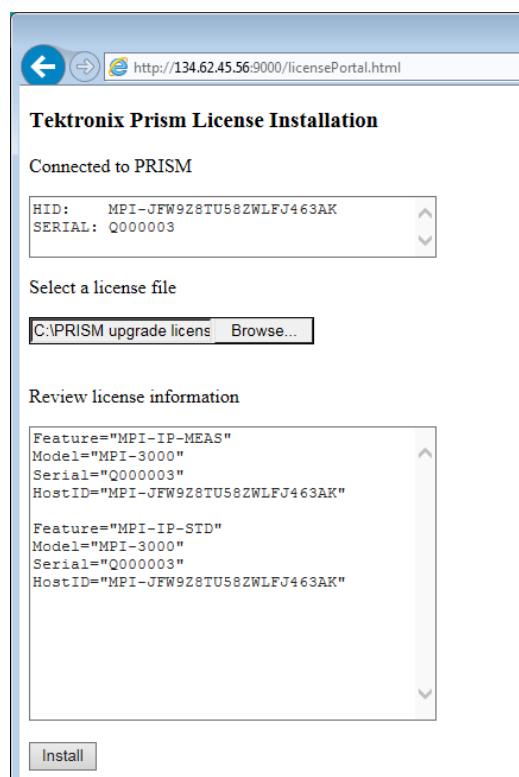 http://134.62.45.56:9000/licensePortal.html
Tektronix Prism License Installation
Connected to PRISM
HID: MPI-JFW9Z8TU58ZWLFJ463AK
SERIAL: Q000003
Select a license file
C:\PRISM upgrade licens Browse...
Review license information
Feature="MPI-IP-MEAS"
Model="MPI-3000"
Serial="Q000003"
HostID="MPI-JFW9Z8TU58ZWLFJ463AK"
Feature="MPI-IP-STD"
Model="MPI-3000"
Serial="Q000003"
HostID="MPI-JFW9Z8TU58ZWLFJ463AK"
Install